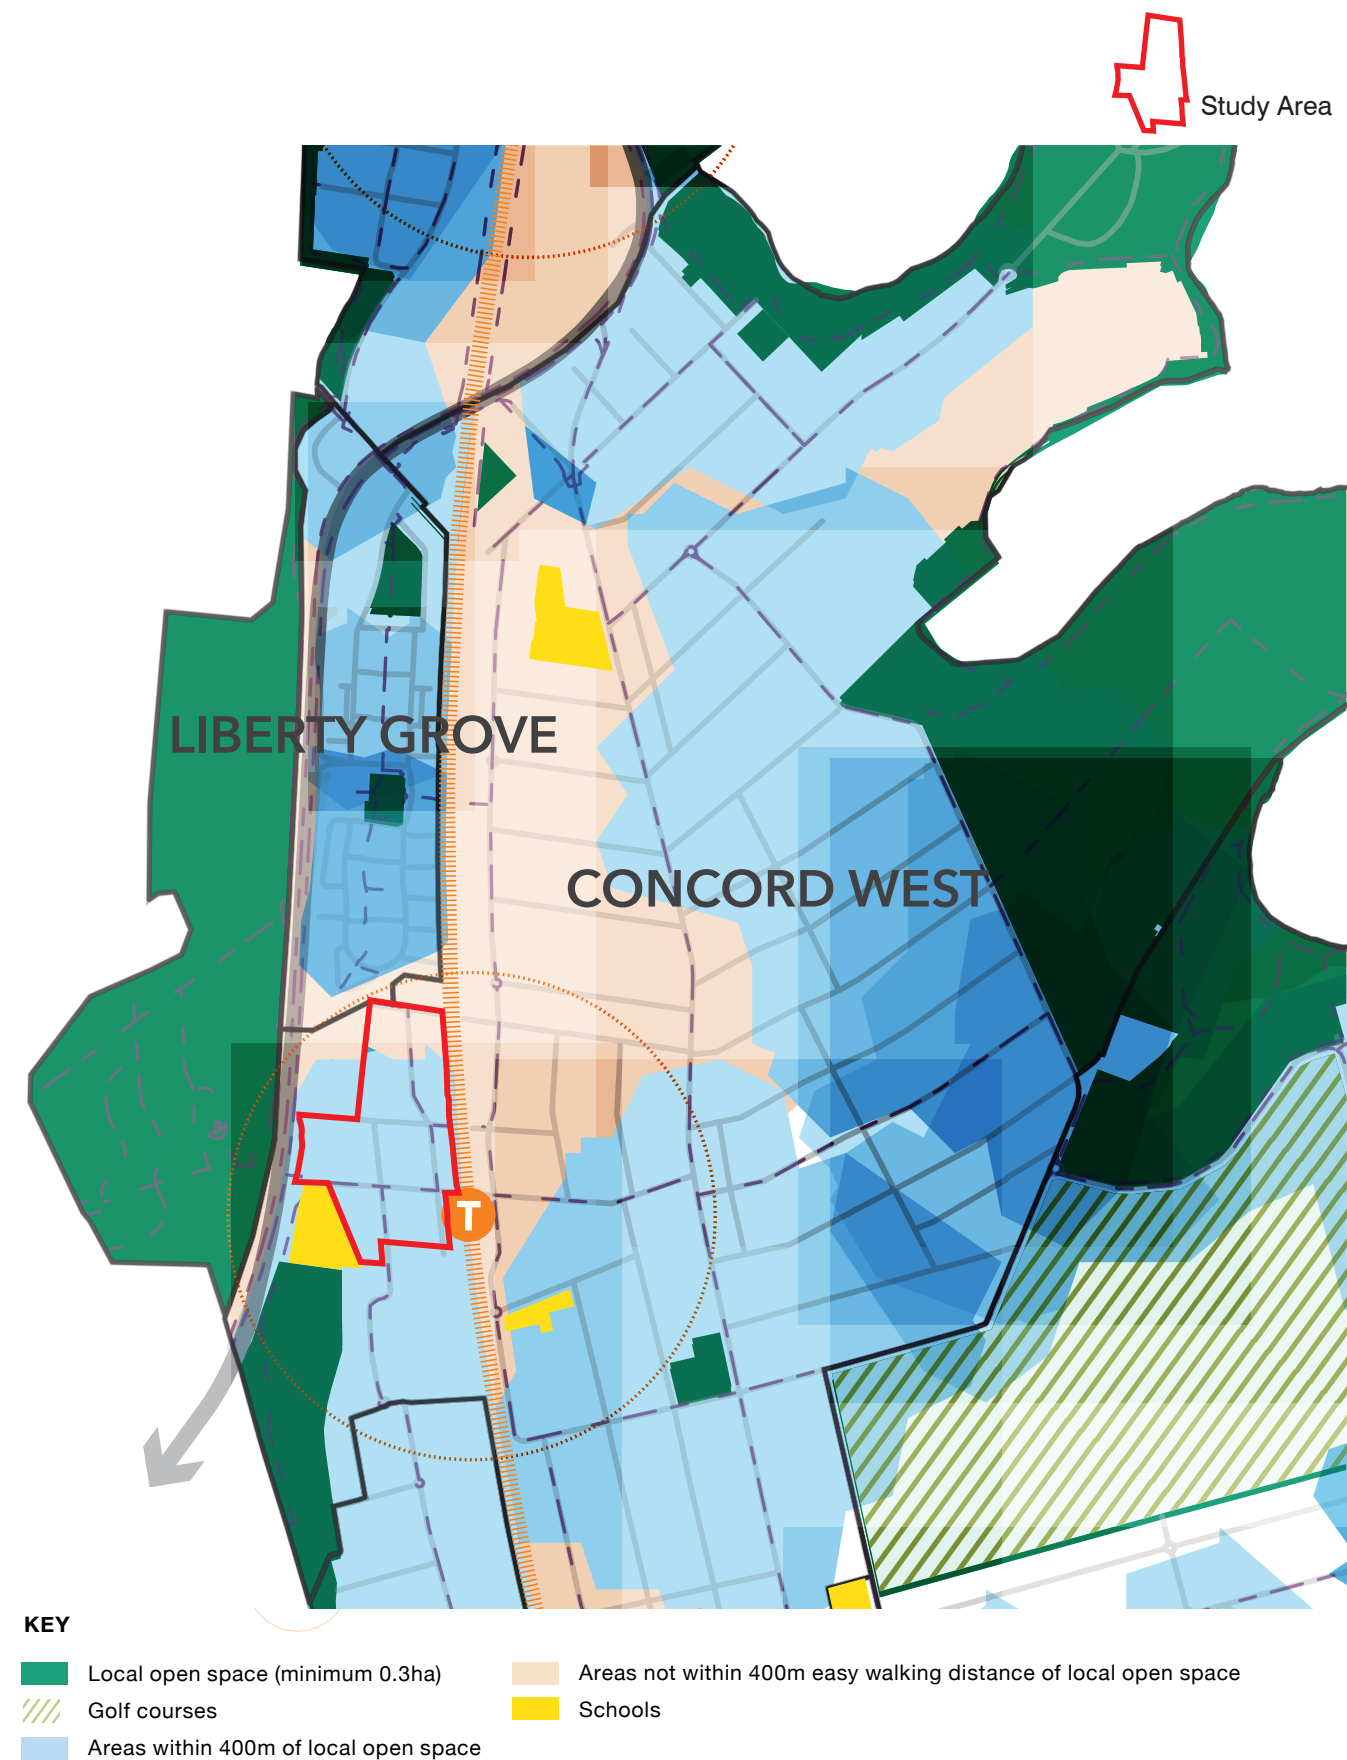 Study Area
LIBERTY GROVE
CONCORD WEST
T
KEY
Local open space (minimum 0.3ha)
Golf courses
Areas within 400m of local open space
Areas not within 400m easy walking distance of local open space
Schools